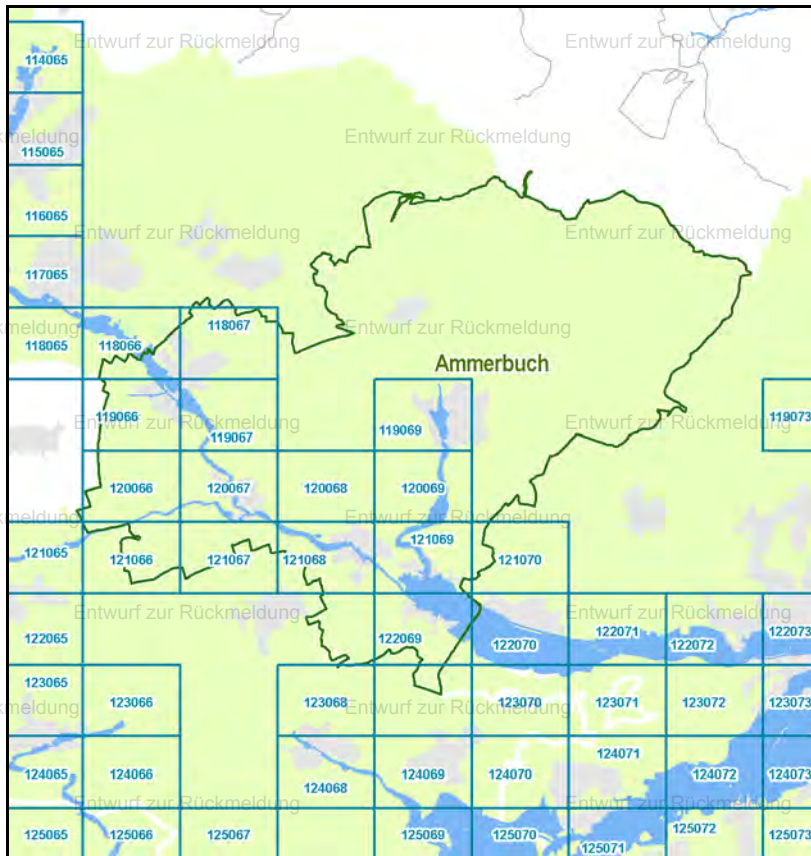 Entwurf zur Rückmeldung Entwurf zur Rückmeldung
114065
kmeldung Entwurf zur Rückmeldung
115065
116065
Entwurf zur Rückmeldung Entwurf zur Rückmeldung
117065
118067
kmeldung Entwurf zur Rückmeldung
118065 118066
Ammerbuch
119066 119073
Entwurf zur Rückmeldung Entwurf zur Rückmeldung
119069
119067
120066 120067 120068 120069
kmeldung Entwurf zur Rückmeldung
121069
121065 121066 121067 121068 121070
Entwurf zur Rückmeldung Entwurf zur Rückmeldung
122071 122073
122065 122069 122070 122072
123065
123066 123068 123070 123071 123072 123073
kmeldung Entwurf zur Rückmeldung
124071
124065 124066 124069 124070 124072 124073
124068
Entwurf zur Rückmeldung Entwurf zur Rückmeldung
125072
125065 125066 125067 125069 125070 125073
125071